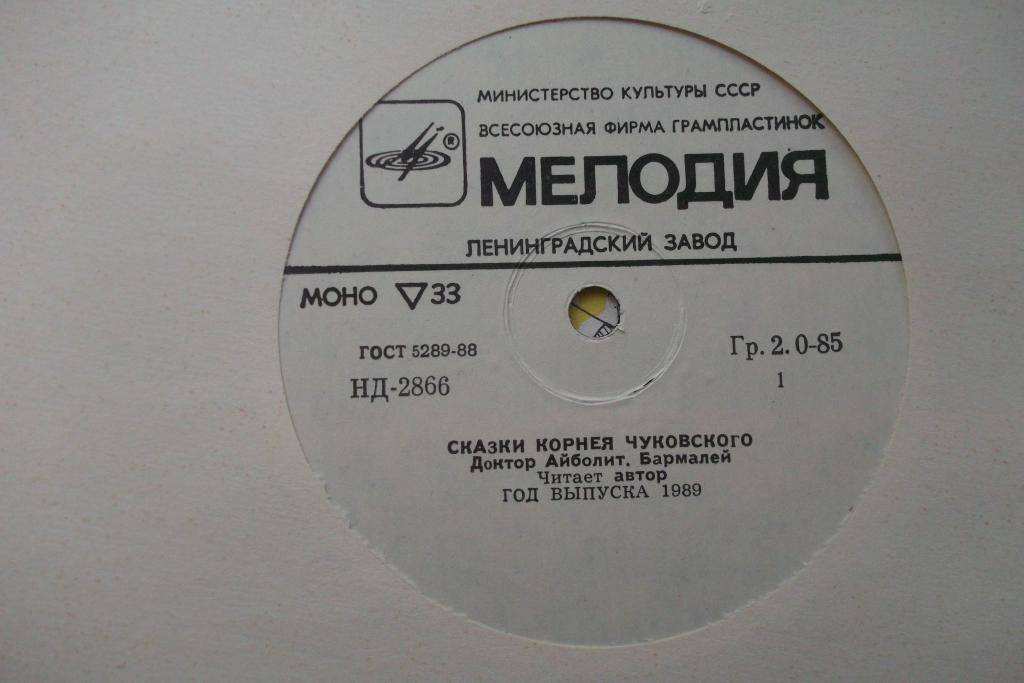 МИНИСТЕРСТВО КУЛЬТУРЫ СССР
ВСЕСОЮЗНАЯ ФИРМА ГРАМПЛАСТИНОК
®
МЕЛОДИЯ
ЛЕНИНГРАДСКИЙ ЗАВОД
МОНО ▽33
ГОСТ 5289-88
Гр. 2. 0-85
НД-2866
1
СКАЗКИ КОРНЕЯ ЧУКОВСКОГО
Доктор Айболит. Бармалей
Читает автор
ГОД ВЫПУСКА 1989